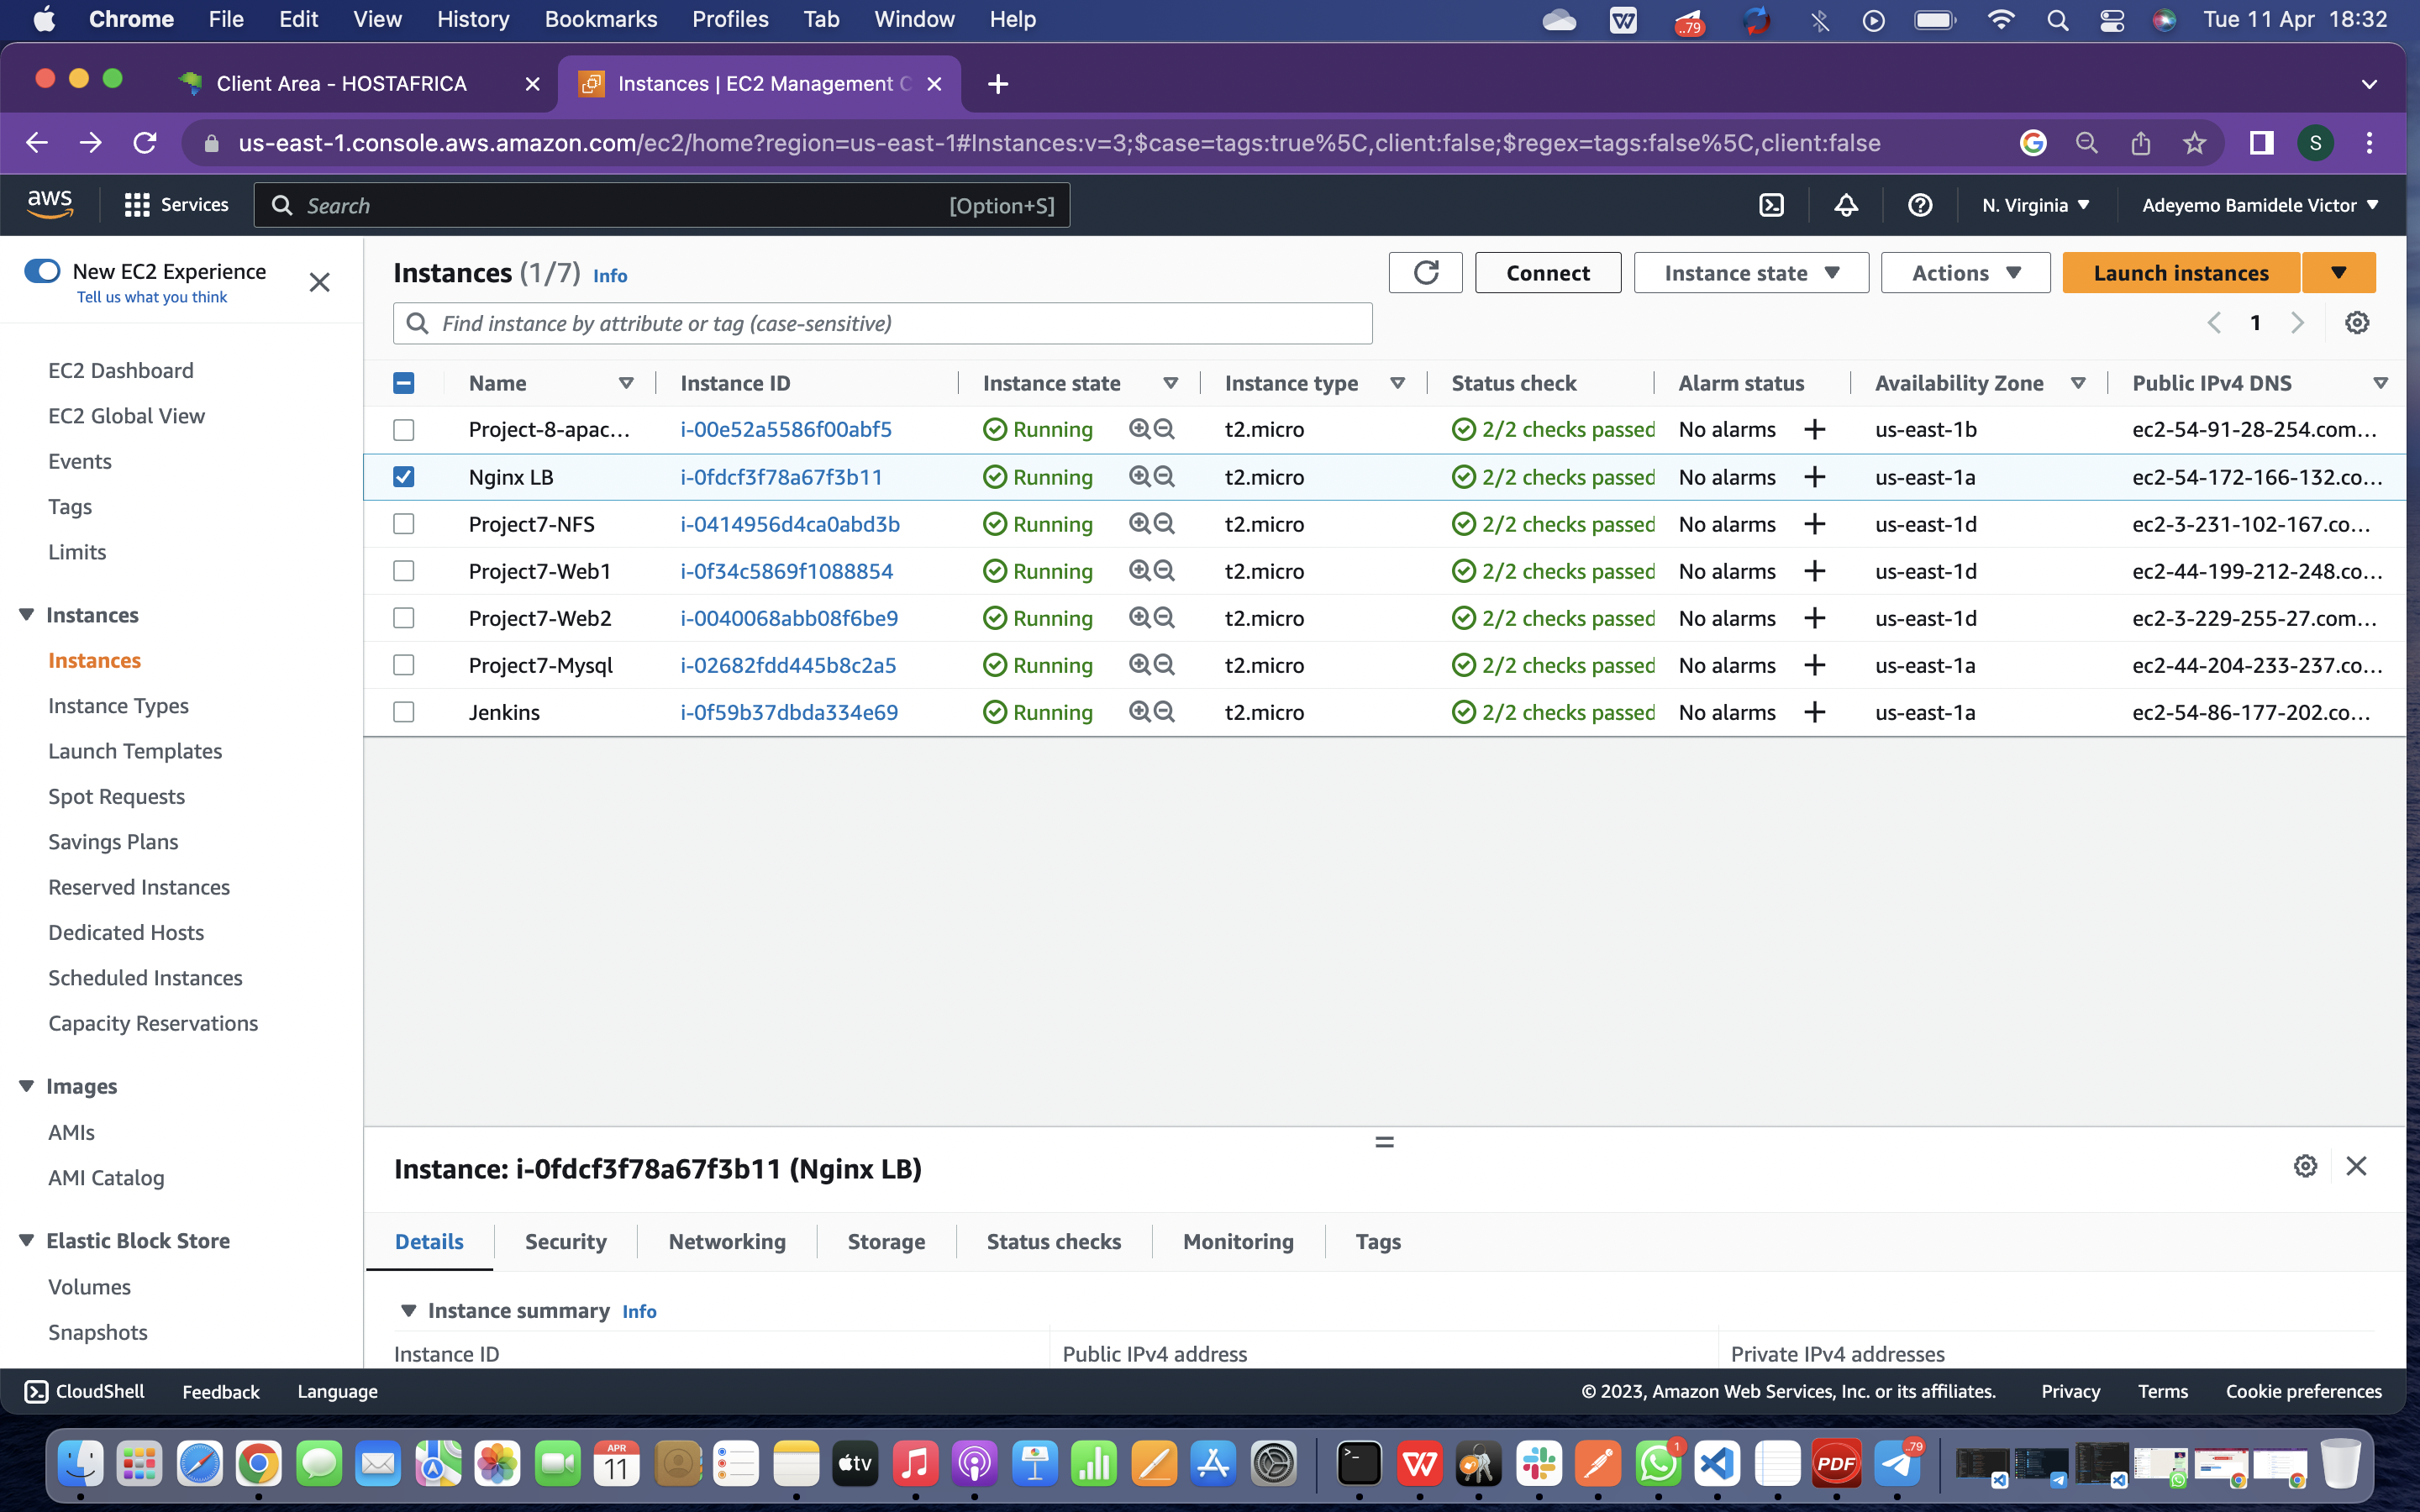 Chrome File Edit View History Bookmarks Profiles Tab Window Help ..79 Tue 11 Apr 18:32
Client Area - HOSTAFRICA Instances | EC2 Management C
us-east-1.console.aws.amazon.com/ec2/home?region=us-east-1#Instances:v=3;$case=tags:true%5C,client:false;$regex=tags:false%5C,client:false S
aws Services Search [Option+S] N. Virginia Adeyemo Bamidele Victor
New EC2 Experience
Tell us what you think
EC2 Dashboard
EC2 Global View
Events
Tags
Limits
Instances
Instances
Instance Types
Launch Templates
Spot Requests
Savings Plans
Reserved Instances
Dedicated Hosts
Scheduled Instances
Capacity Reservations
Images
AMIs
AMI Catalog
Elastic Block Store
Volumes
Snapshots
Instances (1/7) Info Connect Instance state Actions Launch instances
Find instance by attribute or tag (case-sensitive) 1
Name Instance ID Instance state Instance type Status check Alarm status Availability Zone Public IPv4 DNS
Project-8-apac... i-00e52a5586f00abf5 Running t2.micro 2/2 checks passed No alarms us-east-1b ec2-54-91-28-254.com...
Nginx LB i-0fdcf3f78a67f3b11 Running t2.micro 2/2 checks passed No alarms us-east-1a ec2-54-172-166-132.co...
Project7-NFS i-0414956d4ca0abd3b Running t2.micro 2/2 checks passed No alarms us-east-1d ec2-3-231-102-167.co...
Project7-Web1 i-0f34c5869f1088854 Running t2.micro 2/2 checks passed No alarms us-east-1d ec2-44-199-212-248.co...
Project7-Web2 i-0040068abb08f6be9 Running t2.micro 2/2 checks passed No alarms us-east-1d ec2-3-229-255-27.com...
Project7-Mysql i-02682fdd445b8c2a5 Running t2.micro 2/2 checks passed No alarms us-east-1a ec2-44-204-233-237.co...
Jenkins i-0f59b37dbda334e69 Running t2.micro 2/2 checks passed No alarms us-east-1a ec2-54-86-177-202.co...
Instance: i-0fdcf3f78a67f3b11 (Nginx LB)
Details Security Networking Storage Status checks Monitoring Tags
Instance summary Info
Instance ID Public IPv4 address Private IPv4 addresses
CloudShell Feedback Language © 2023, Amazon Web Services, Inc. or its affiliates. Privacy Terms Cookie preferences
APR
11 tv PDF 1 ..79